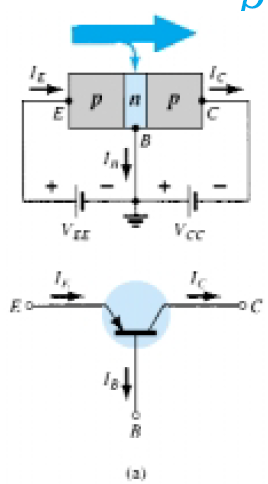 p
I_E I_C
E p n p C
B
I_B
+ - + -
V_EE V_CC
I_E I_C
E C
I_B
B
(a)